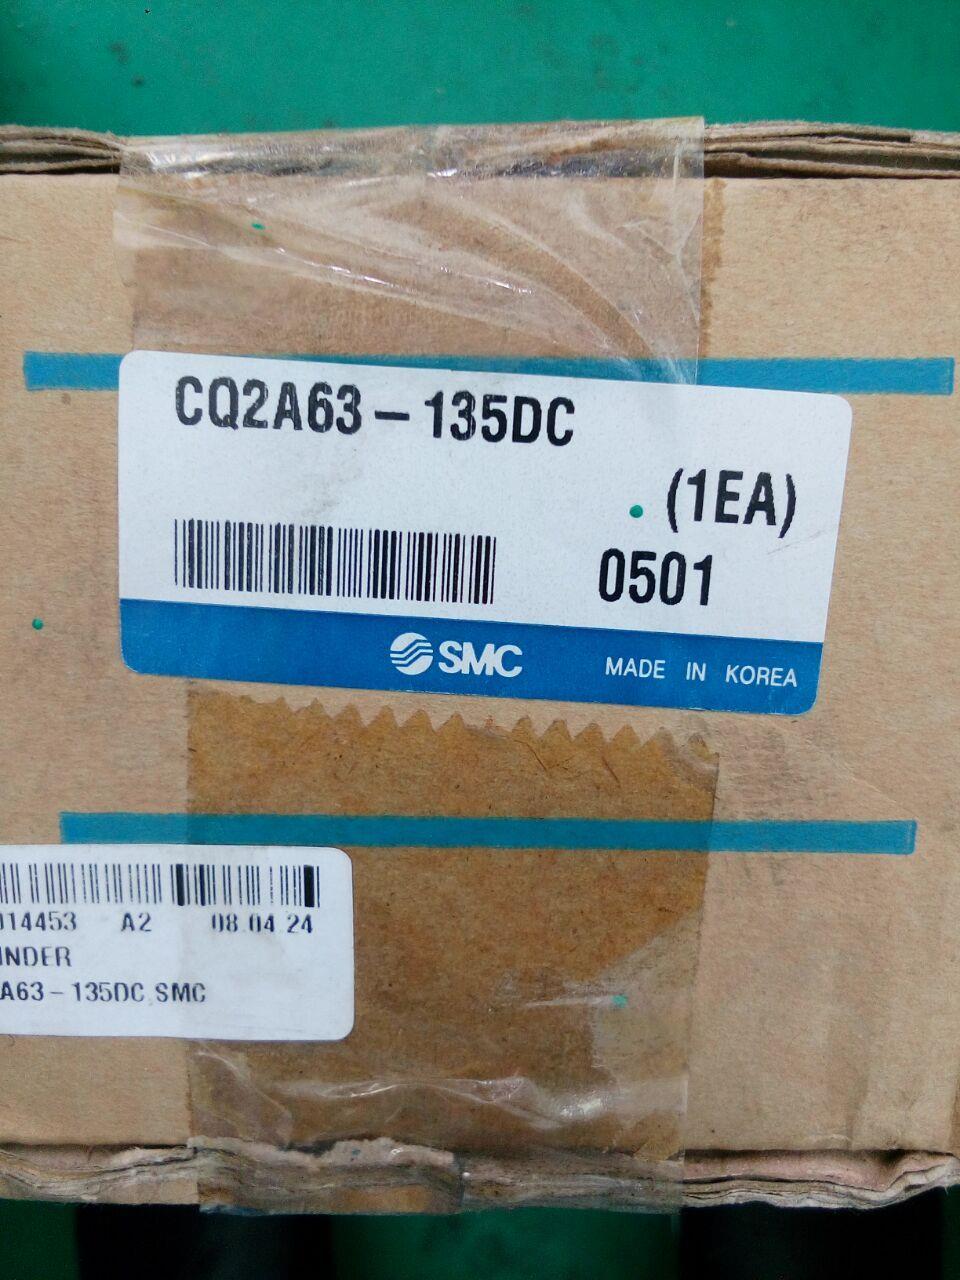 CQ2A63-135DC
(1EA)
0501
SMC
MADE IN KOREA
014453 A2 08.04.24
INDER
A63-135DC SMC